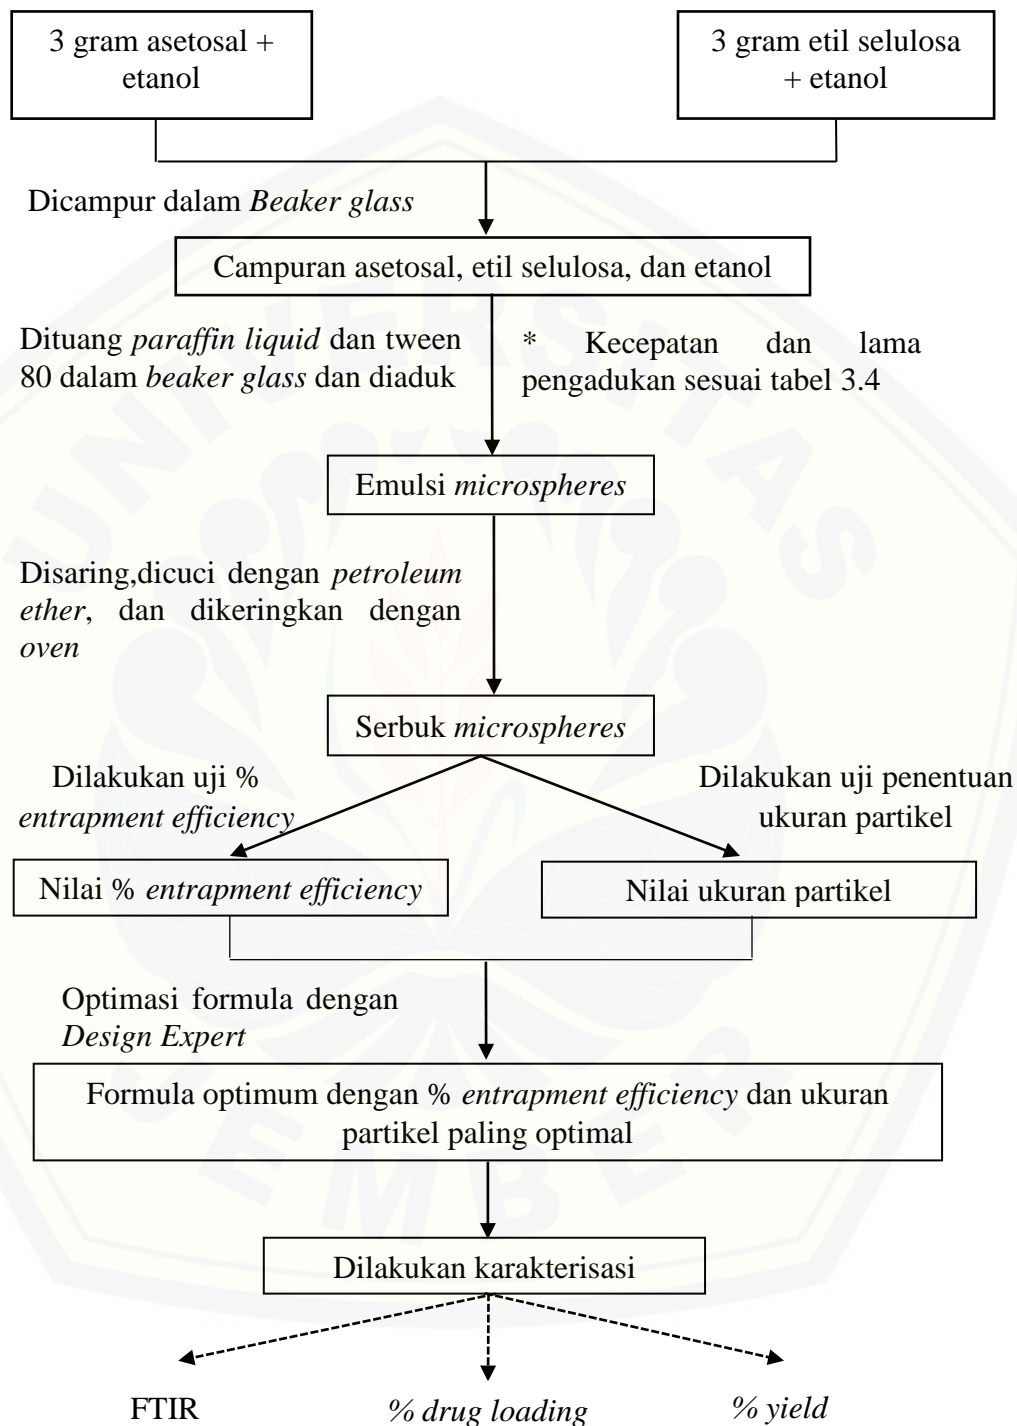 3 gram asetosal +
etanol
3 gram etil selulosa
+ etanol
Dicampur dalam Beaker glass
Campuran asetosal, etil selulosa, dan etanol
Dituang paraffin liquid dan tween
80 dalam beaker glass dan diaduk
* Kecepatan dan lama
pengadukan sesuai tabel 3.4
Emulsi microspheres
Disaring,dicuci dengan petroleum
ether, dan dikeringkan dengan
oven
Serbuk microspheres
Dilakukan uji %
entrapment efficiency
Dilakukan uji penentuan
ukuran partikel
Nilai % entrapment efficiency
Nilai ukuran partikel
Optimasi formula dengan
Design Expert
Formula optimum dengan % entrapment efficiency dan ukuran
partikel paling optimal
Dilakukan karakterisasi
FTIR
% drug loading
% yield
UNIVERSITAS
JEMBER